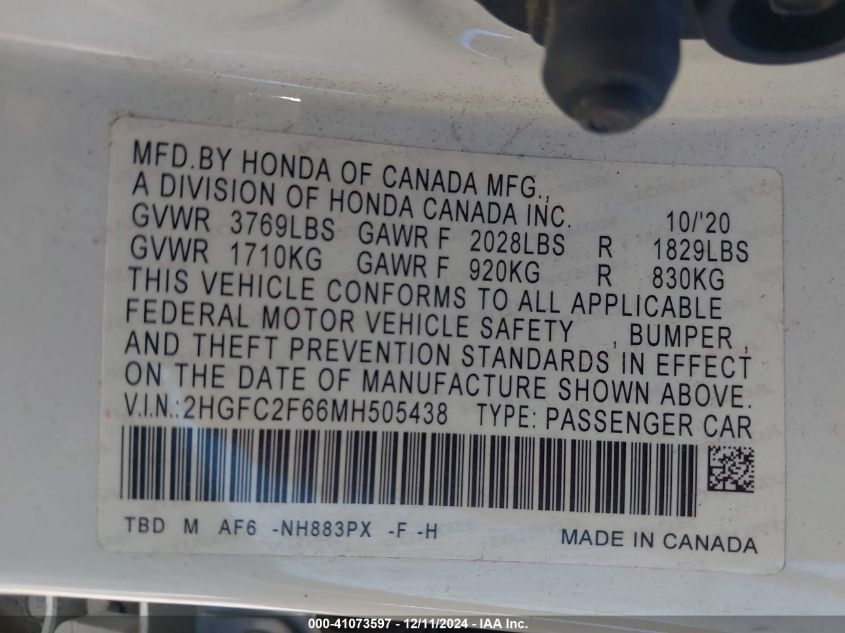 MFD.BY HONDA OF CANADA MFG.,
A DIVISION OF HONDA CANADA INC. 10/'20
GVWR 3769LBS GAWR F 2028LBS R 1829LBS
GVWR 1710KG GAWR F 920KG R 830KG
THIS VEHICLE CONFORMS TO ALL APPLICABLE
FEDERAL MOTOR VEHICLE SAFETY , BUMPER ,
AND THEFT PREVENTION STANDARDS IN EFFECT
ON THE DATE OF MANUFACTURE SHOWN ABOVE.
V.I.N.:2HGFC2F66MH505438 TYPE: PASSENGER CAR
TBD M AF6 -NH883PX -F -H MADE IN CANADA
000-41073597 - 12/11/2024 - IAA Inc.